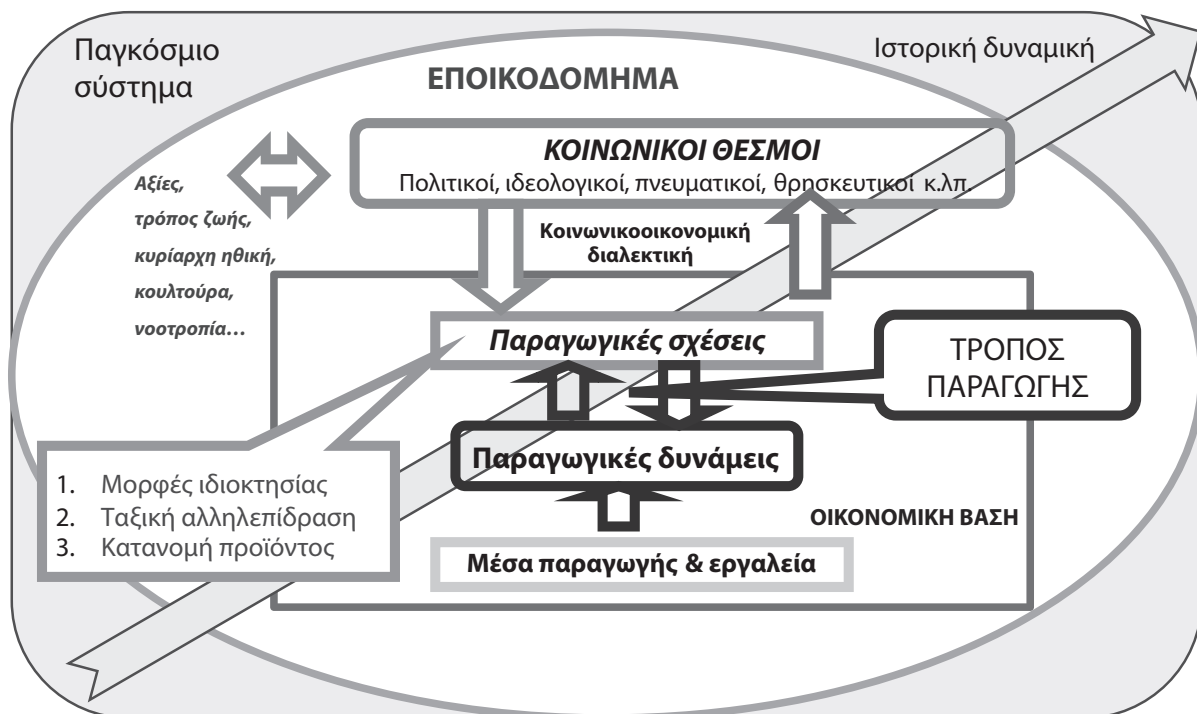 Παγκόσμιο
σύστημα
Ιστορική δυναμική
ΕΠΟΙΚΟΔΟΜΗΜΑ
ΚΟΙΝΩΝΙΚΟΙ ΘΕΣΜΟΙ
Πολιτικοί, ιδεολογικοί, πνευματικοί, θρησκευτικοί κ.λπ.
Αξίες,
τρόπος ζωής,
κυρίαρχη ηθική,
κουλτούρα,
νοοτροπία…
Κοινωνικοοικονομική
διαλεκτική
Παραγωγικές σχέσεις
ΤΡΟΠΟΣ
ΠΑΡΑΓΩΓΗΣ
Παραγωγικές δυνάμεις
1. Μορφές ιδιοκτησίας
2. Ταξική αλληλεπίδραση
3. Κατανομή προϊόντος
ΟΙΚΟΝΟΜΙΚΗ ΒΑΣΗ
Μέσα παραγωγής & εργαλεία